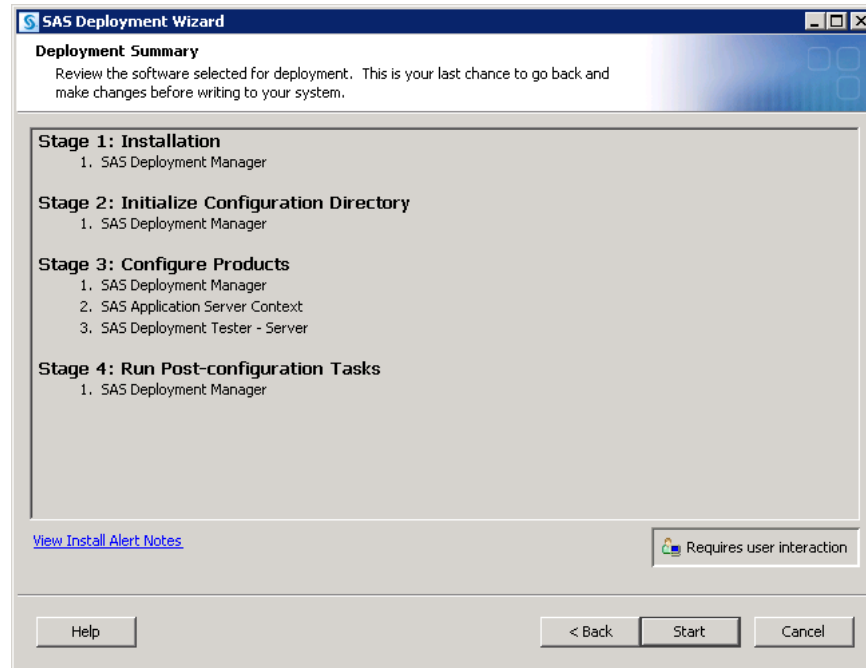 SAS Deployment Wizard
Deployment Summary
Review the software selected for deployment. This is your last chance to go back and
make changes before writing to your system.
Stage 1: Installation
1. SAS Deployment Manager
Stage 2: Initialize Configuration Directory
1. SAS Deployment Manager
Stage 3: Configure Products
1. SAS Deployment Manager
2. SAS Application Server Context
3. SAS Deployment Tester - Server
Stage 4: Run Post-configuration Tasks
1. SAS Deployment Manager
View Install Alert Notes
Requires user interaction
Help
< Back
Start
Cancel